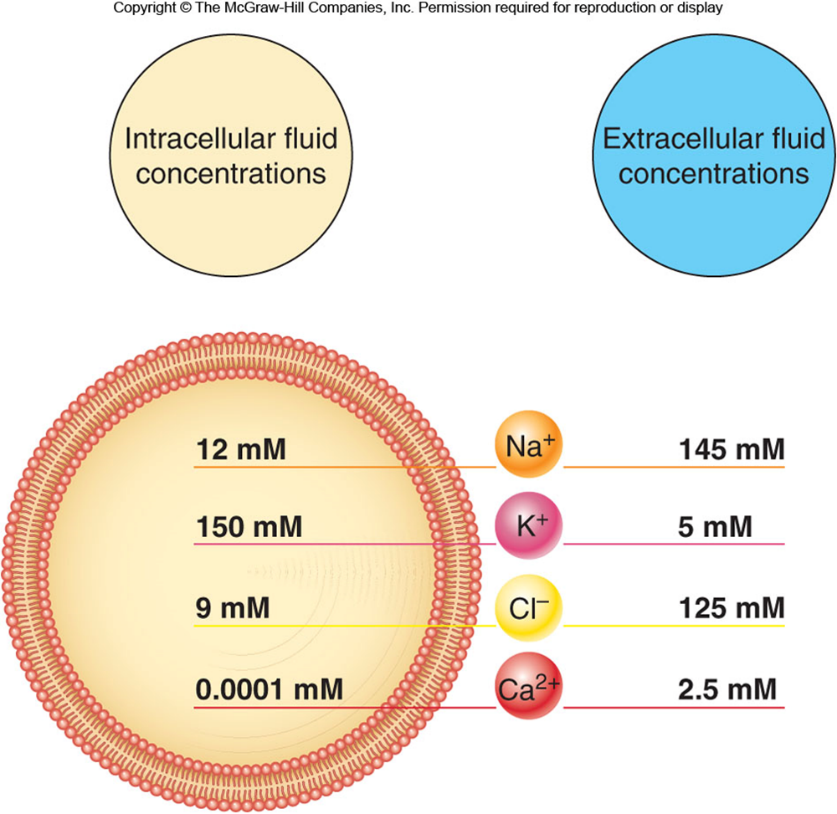 Copyright © The McGraw-Hill Companies, Inc. Permission required for reproduction or display
Intracellular fluid
concentrations
Extracellular fluid
concentrations
12 mM Na⁺ 145 mM
150 mM K⁺ 5 mM
9 mM Cl⁻ 125 mM
0.0001 mM Ca²⁺ 2.5 mM